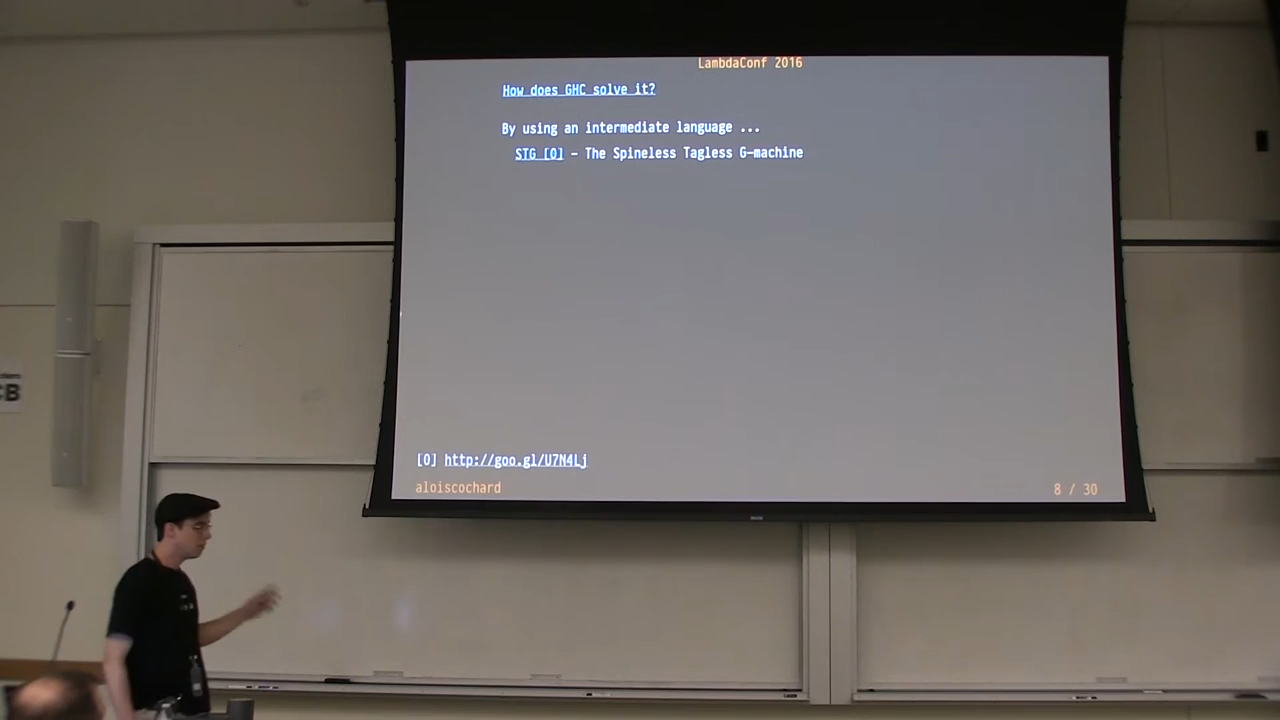 LambdaConf 2016
How does GHC solve it?
By using an intermediate language ...
STG [0] – The Spineless Tagless G-machine
[0] http://goo.gl/U7N4Lj
aloiscochard
8 / 30